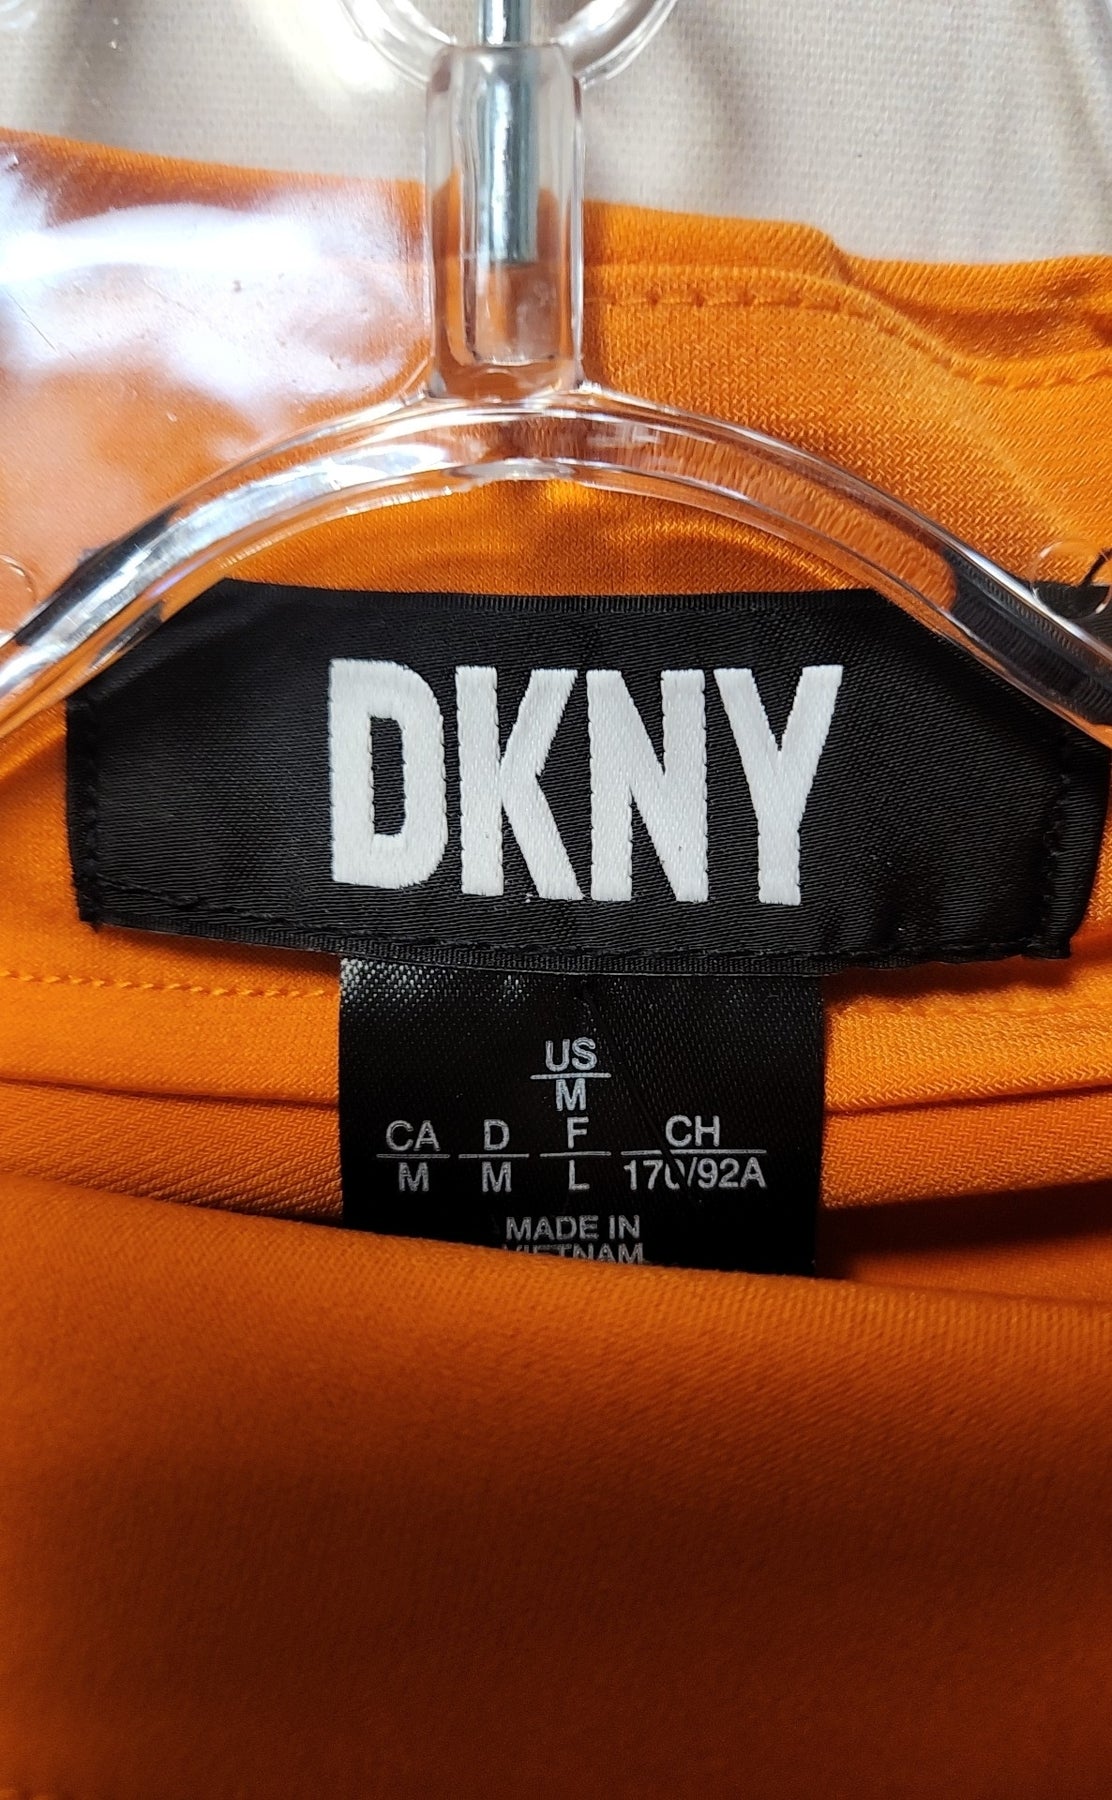 DKNY
US
M
CA D F CH
M M L 170/92A
MADE IN
VIETNAM